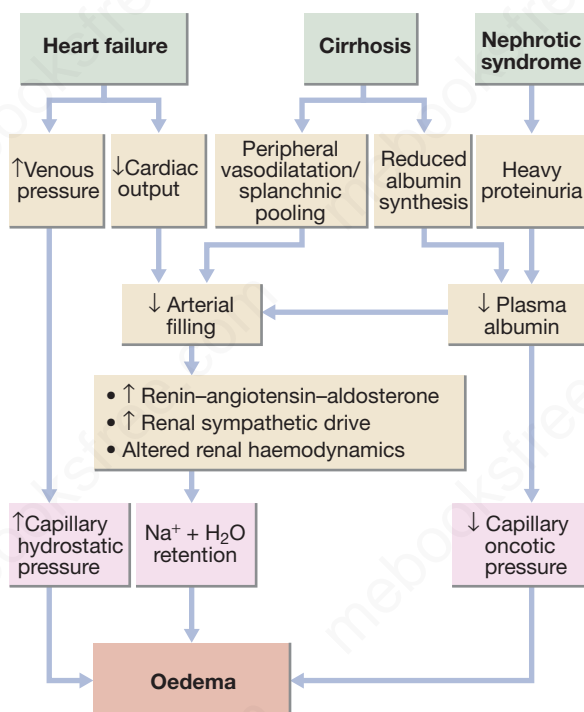 Heart failure
Cirrhosis
Nephrotic
syndrome
↑Venous
pressure
↓Cardiac
output
Peripheral
vasodilatation/
splanchnic
pooling
Reduced
albumin
synthesis
Heavy
proteinuria
↓ Arterial
filling
↓ Plasma
albumin
• ↑ Renin–angiotensin–aldosterone
• ↑ Renal sympathetic drive
• Altered renal haemodynamics
↑Capillary
hydrostatic
pressure
Na⁺ + H₂O
retention
↓ Capillary
oncotic
pressure
Oedema